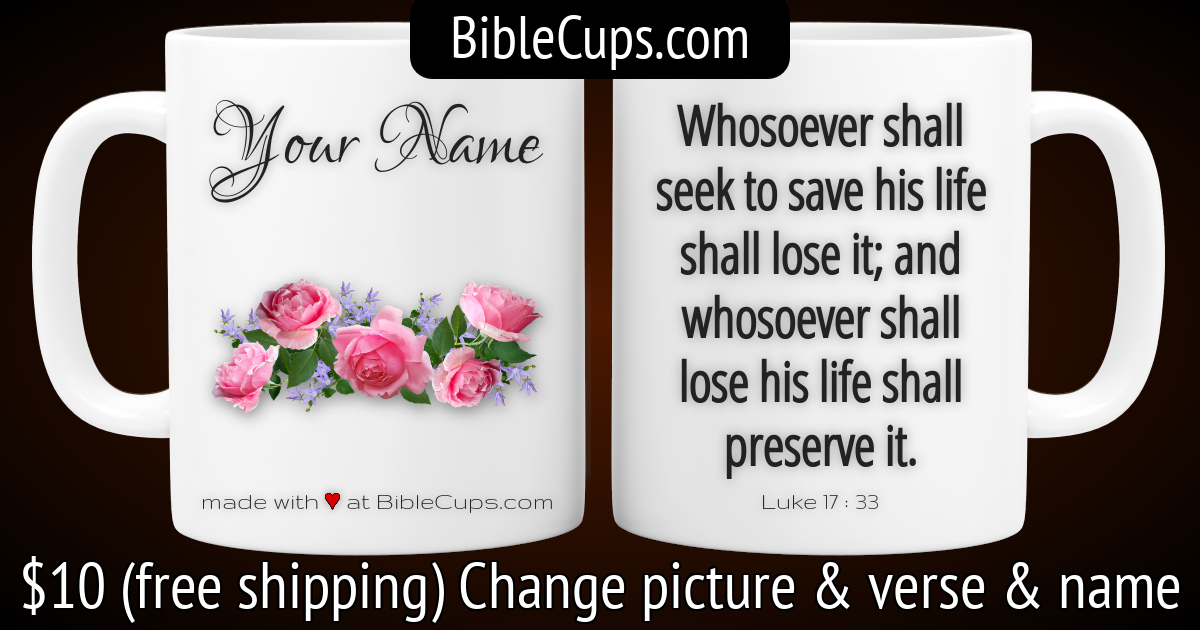 BibleCups.com
Your Name
made with ♥ at BibleCups.com
Whosoever shall
seek to save his life
shall lose it; and
whosoever shall
lose his life shall
preserve it.
Luke 17 : 33
$10 (free shipping) Change picture & verse & name